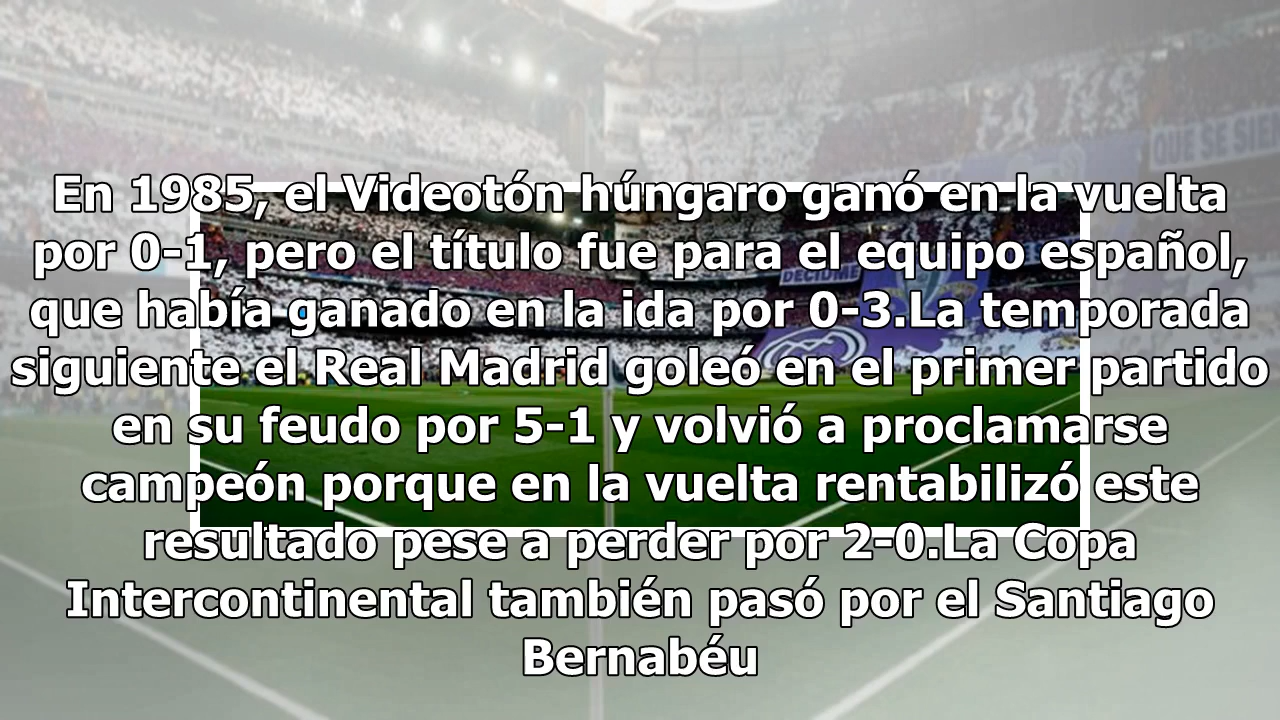 En 1985, el Videotón húngaro ganó en la vuelta
por 0-1, pero el título fue para el equipo español,
que había ganado en la ida por 0-3.La temporada
siguiente el Real Madrid goleó en el primer partido
en su feudo por 5-1 y volvió a proclamarse
campeón porque en la vuelta rentabilizó este
resultado pese a perder por 2-0.La Copa
Intercontinental también pasó por el Santiago
Bernabéu
QUE SE